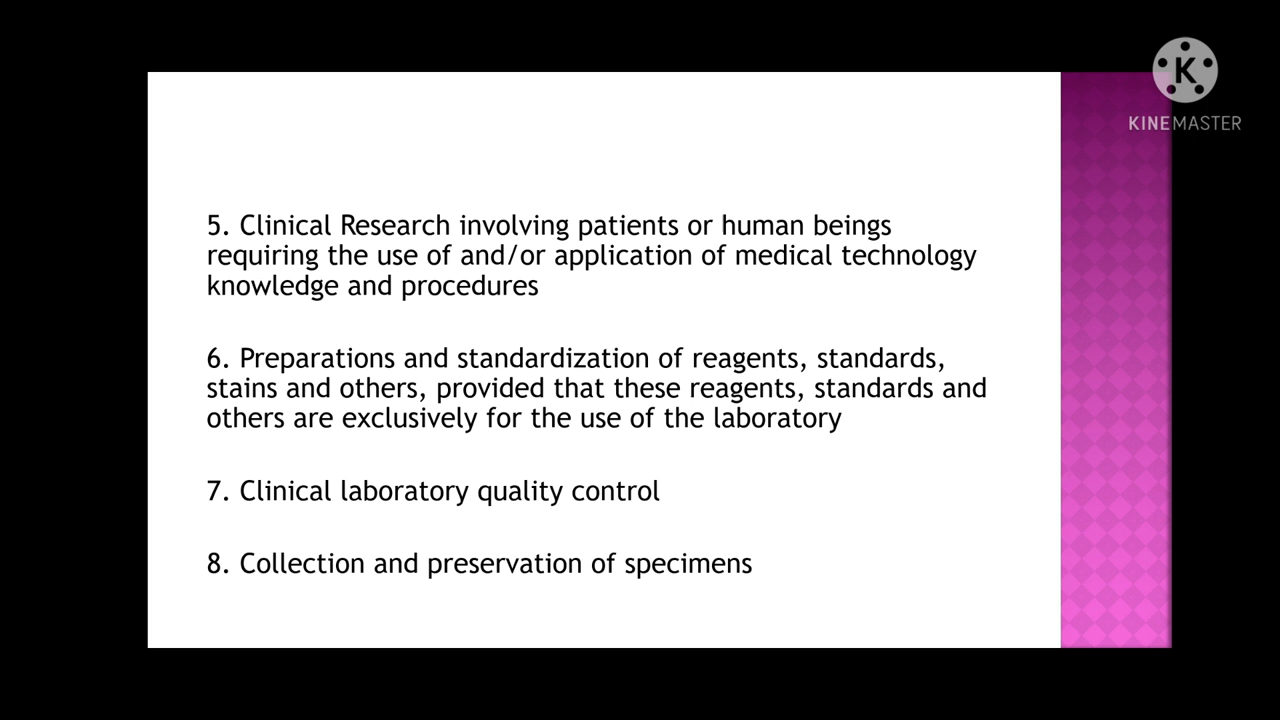 K
KINEMASTER
5. Clinical Research involving patients or human beings
requiring the use of and/or application of medical technology
knowledge and procedures
6. Preparations and standardization of reagents, standards,
stains and others, provided that these reagents, standards and
others are exclusively for the use of the laboratory
7. Clinical laboratory quality control
8. Collection and preservation of specimens